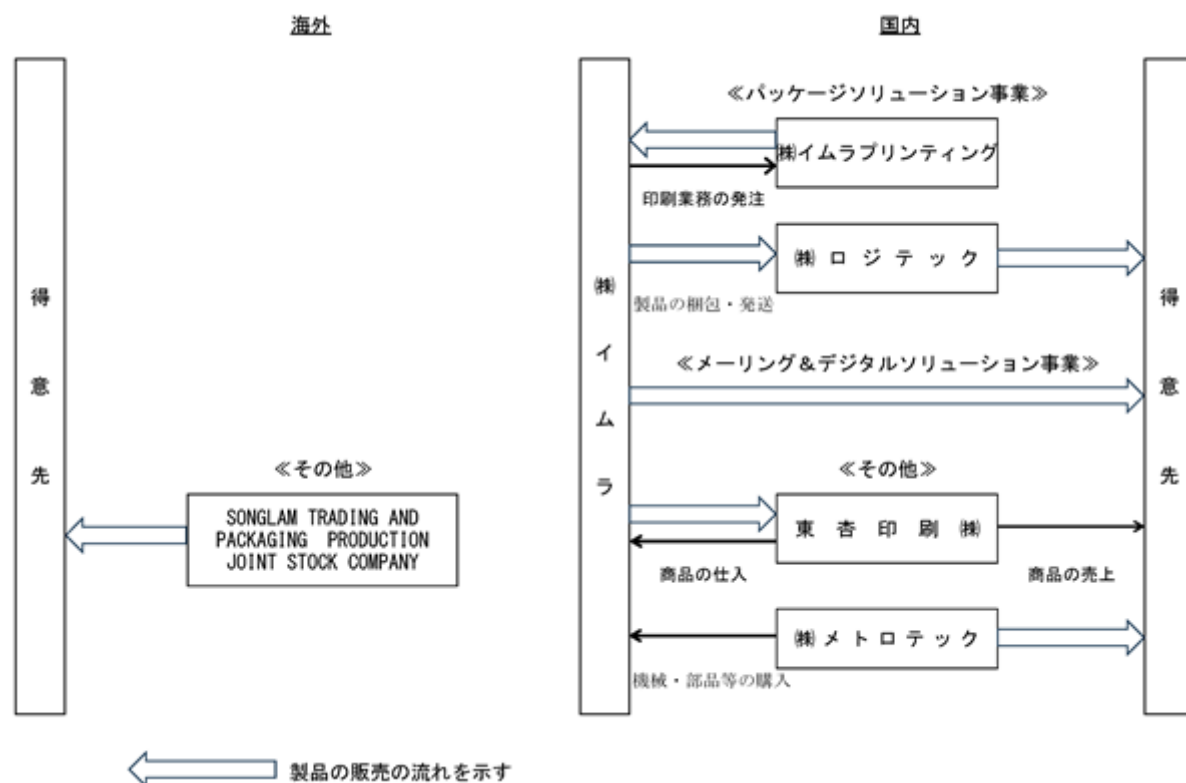 海外
国内
≪パッケージソリューション事業≫
㈱イムラプリンティング
印刷業務の発注
㈱ロジテック
製品の梱包・発送
得意先
㈱イムラ
得意先
≪メーリング＆デジタルソリューション事業≫
≪その他≫
SONGLAM TRADING AND
PACKAGING PRODUCTION
JOINT STOCK COMPANY
≪その他≫
東杏印刷㈱
商品の仕入
商品の売上
㈱メトロテック
機械・部品等の購入
製品の販売の流れを示す